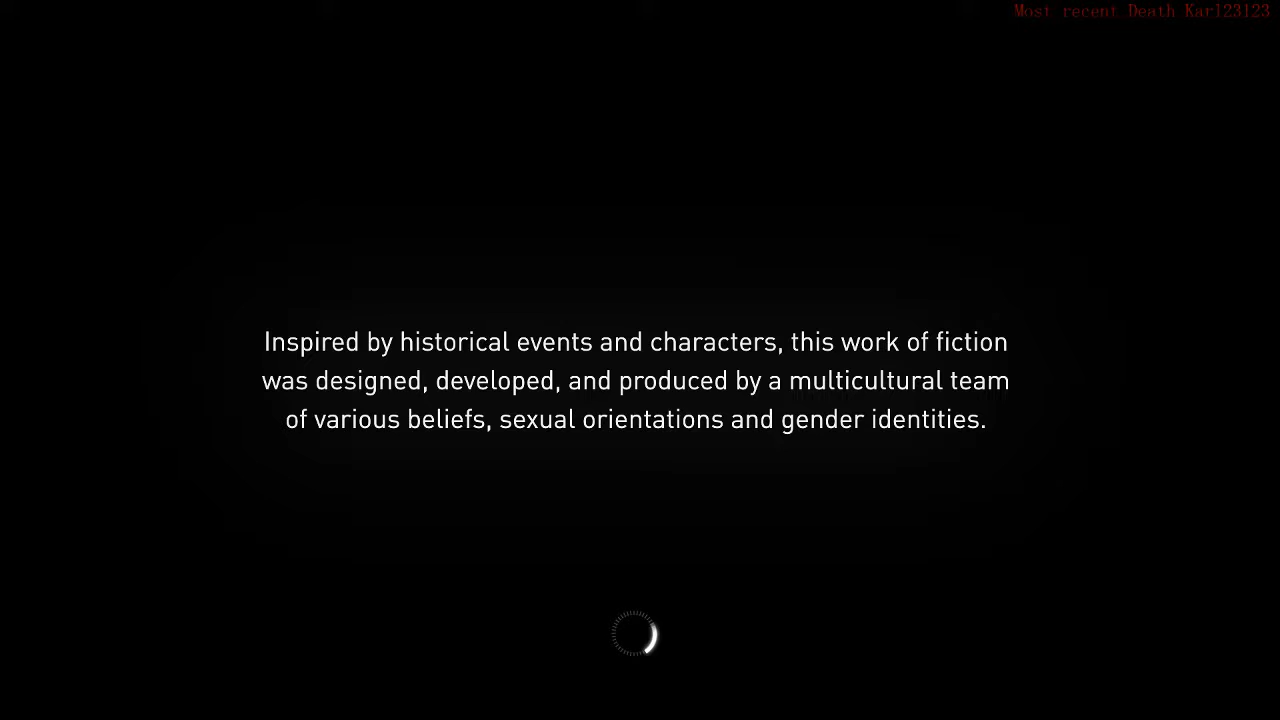 Most recent Death Karl23123
Inspired by historical events and characters, this work of fiction
was designed, developed, and produced by a multicultural team
of various beliefs, sexual orientations and gender identities.